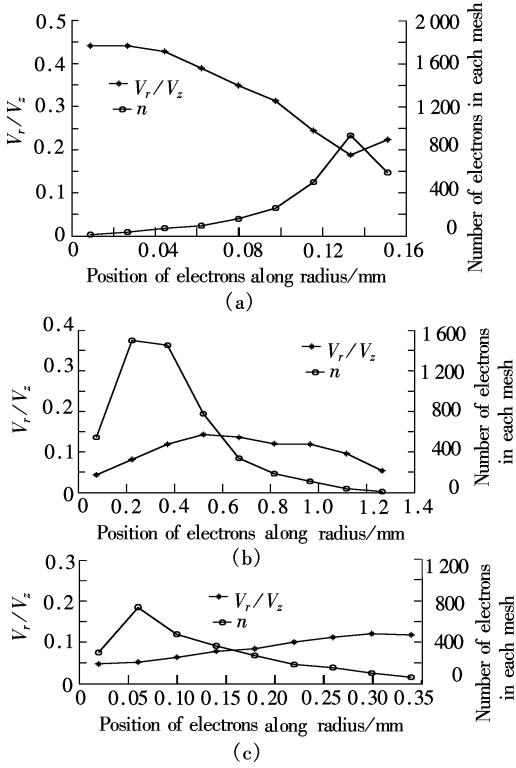 0.5
0.4
0.3
0.2
0.1
0
V_r/V_z
2 000
1 600
1 200
800
400
0
Number of electrons in each mesh
V_r/V_z
n
0 0.04 0.08 0.12 0.16
Position of electrons along radius/mm
(a)
0.4
0.3
0.2
0.1
0
V_r/V_z
1 600
1 200
800
400
0
Number of electrons
in each mesh
V_r/V_z
n
0 0.2 0.4 0.6 0.8 1.0 1.2 1.4
Position of electrons along radius/mm
(b)
0.3
0.2
0.1
0
V_r/V_z
1 200
800
400
0
Number of electrons
in each mesh
V_r/V_z
n
0 0.05 0.10 0.15 0.20 0.25 0.30 0.35
Position of electrons along radius/mm
(c)